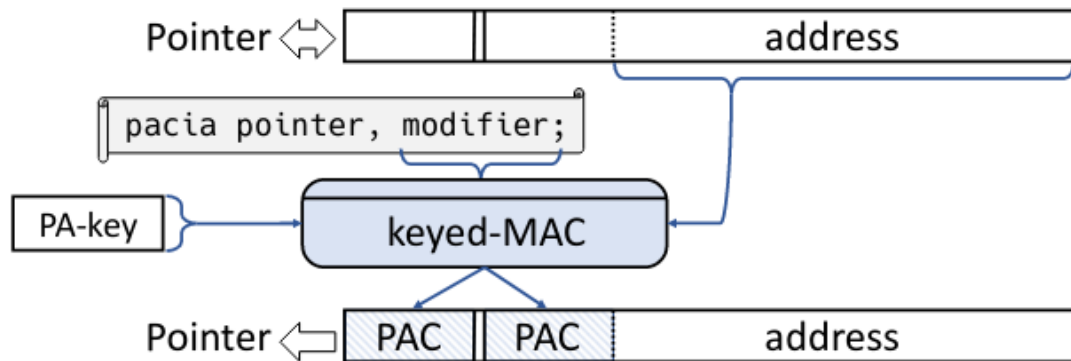 Pointer address
pacia pointer, modifier;
PA-key
keyed-MAC
Pointer PAC PAC address